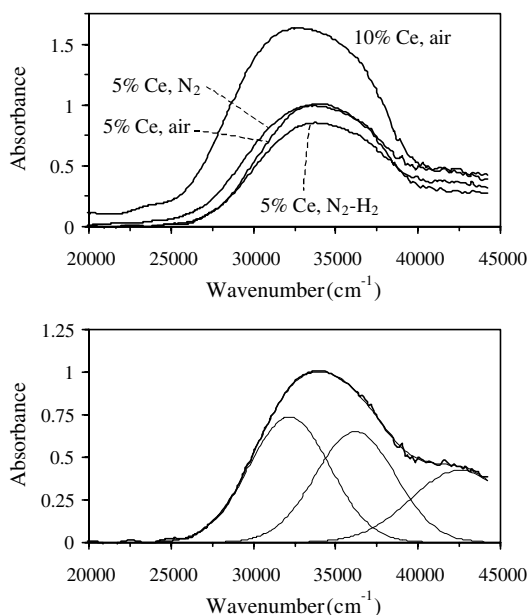 1.5
1
0.5
0
Absorbance
10% Ce, air
5% Ce, N₂
5% Ce, air
5% Ce, N₂-H₂
20000 25000 30000 35000 40000 45000
Wavenumber(cm⁻¹)
1.25
1
0.75
0.5
0.25
0
Absorbance
20000 25000 30000 35000 40000 45000
Wavenumber(cm⁻¹)